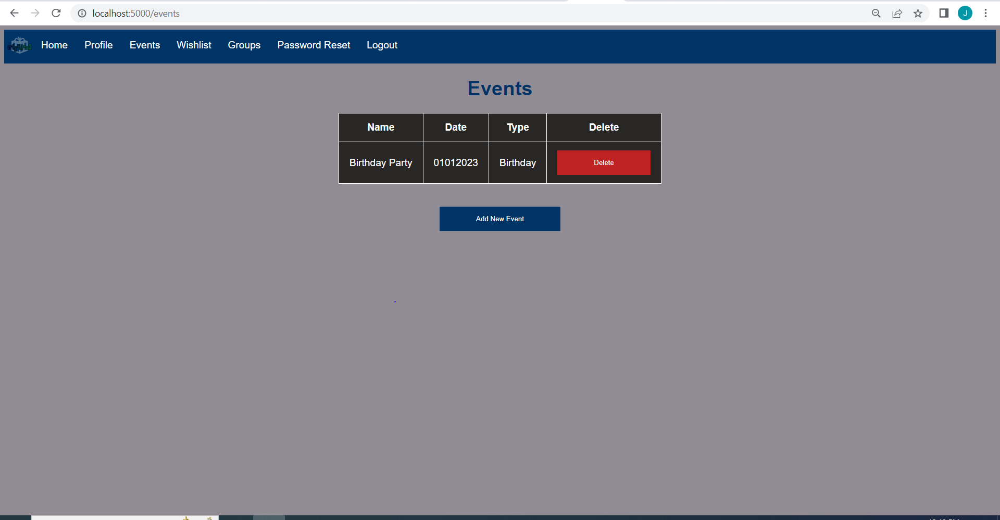 localhost:5000/events
J
Home Profile Events Wishlist Groups Password Reset Logout
Events
Name Date Type Delete
Birthday Party 01012023 Birthday Delete
Add New Event